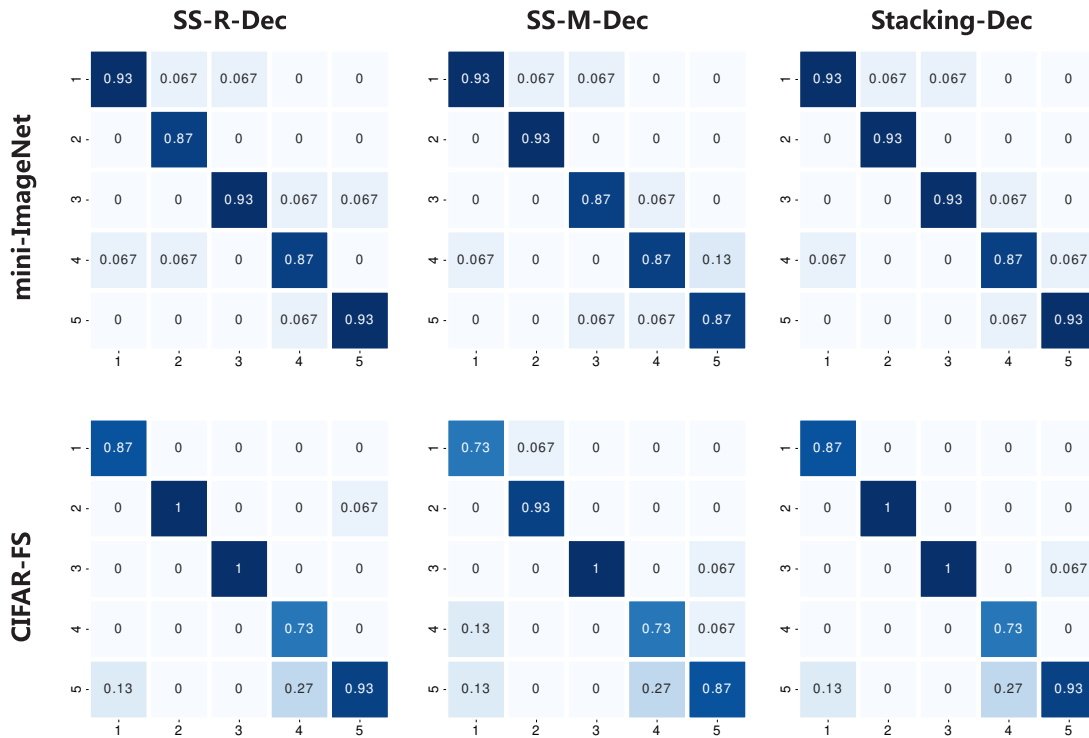 SS-R-Dec SS-M-Dec Stacking-Dec
mini-ImageNet
1 0.93 0.067 0.067 0 0 1 0.93 0.067 0.067 0 0 1 0.93 0.067 0.067 0 0
2 0 0.87 0 0 0 2 0 0.93 0 0 0 2 0 0.93 0 0 0
3 0 0 0.93 0.067 0.067 3 0 0 0.87 0.067 0 3 0 0 0.93 0.067 0
4 0.067 0.067 0 0.87 0 4 0.067 0 0 0.87 0.13 4 0.067 0 0 0.87 0.067
5 0 0 0 0.067 0.93 5 0 0 0.067 0.067 0.87 5 0 0 0 0.067 0.93
1 2 3 4 5 1 2 3 4 5 1 2 3 4 5
CIFAR-FS
1 0.87 0 0 0 0 1 0.73 0.067 0 0 0 1 0.87 0 0 0 0
2 0 1 0 0 0.067 2 0 0.93 0 0 0 2 0 1 0 0 0
3 0 0 1 0 0 3 0 0 1 0 0.067 3 0 0 1 0 0.067
4 0 0 0 0.73 0 4 0.13 0 0 0.73 0.067 4 0 0 0 0.73 0
5 0.13 0 0 0.27 0.93 5 0.13 0 0 0.27 0.87 5 0.13 0 0 0.27 0.93
1 2 3 4 5 1 2 3 4 5 1 2 3 4 5